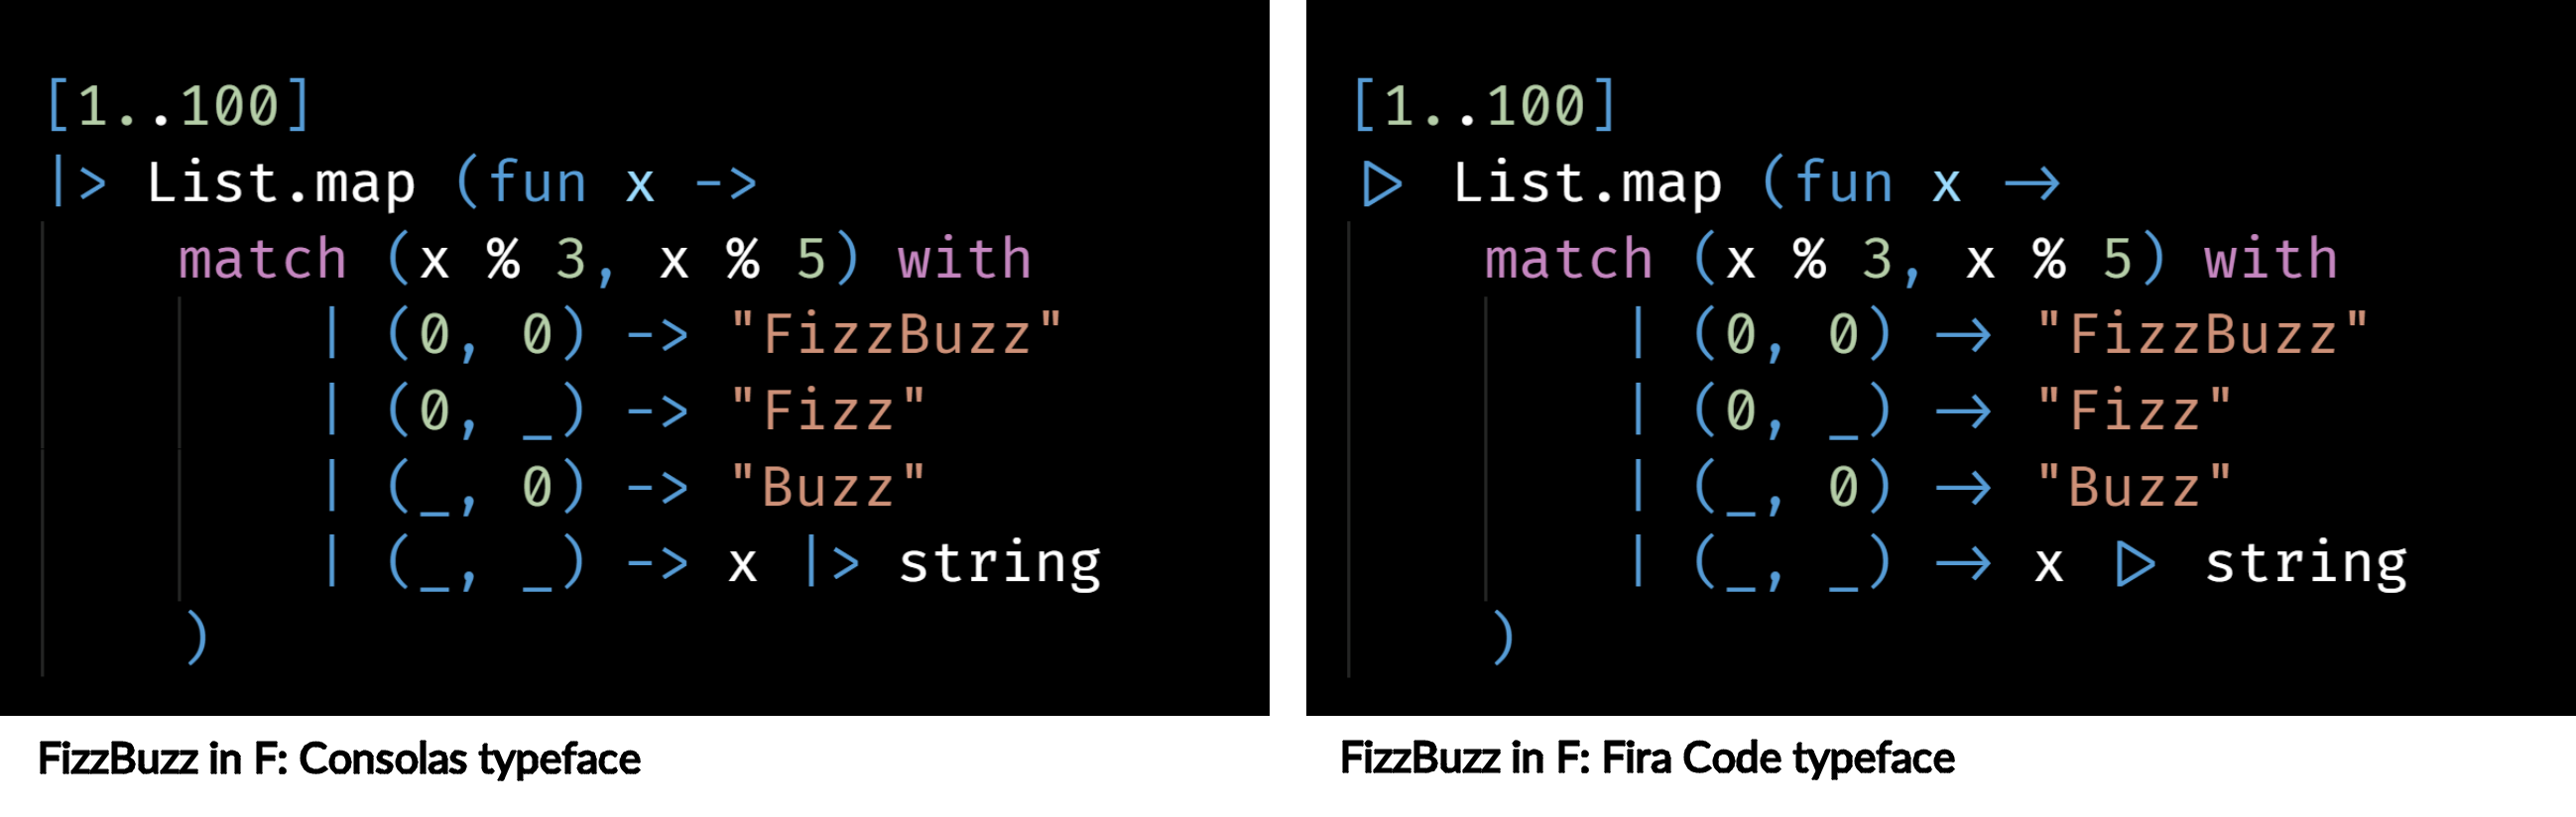 [1..100]
|> List.map (fun x ->
match (x % 3, x % 5) with
| (0, 0) -> "FizzBuzz"
| (0, _) -> "Fizz"
| (_, 0) -> "Buzz"
| (_, _) -> x |> string
)
FizzBuzz in F: Consolas typeface
[1..100]
|> List.map (fun x ->
match (x % 3, x % 5) with
| (0, 0) -> "FizzBuzz"
| (0, _) -> "Fizz"
| (_, 0) -> "Buzz"
| (_, _) -> x |> string
)
FizzBuzz in F: Fira Code typeface